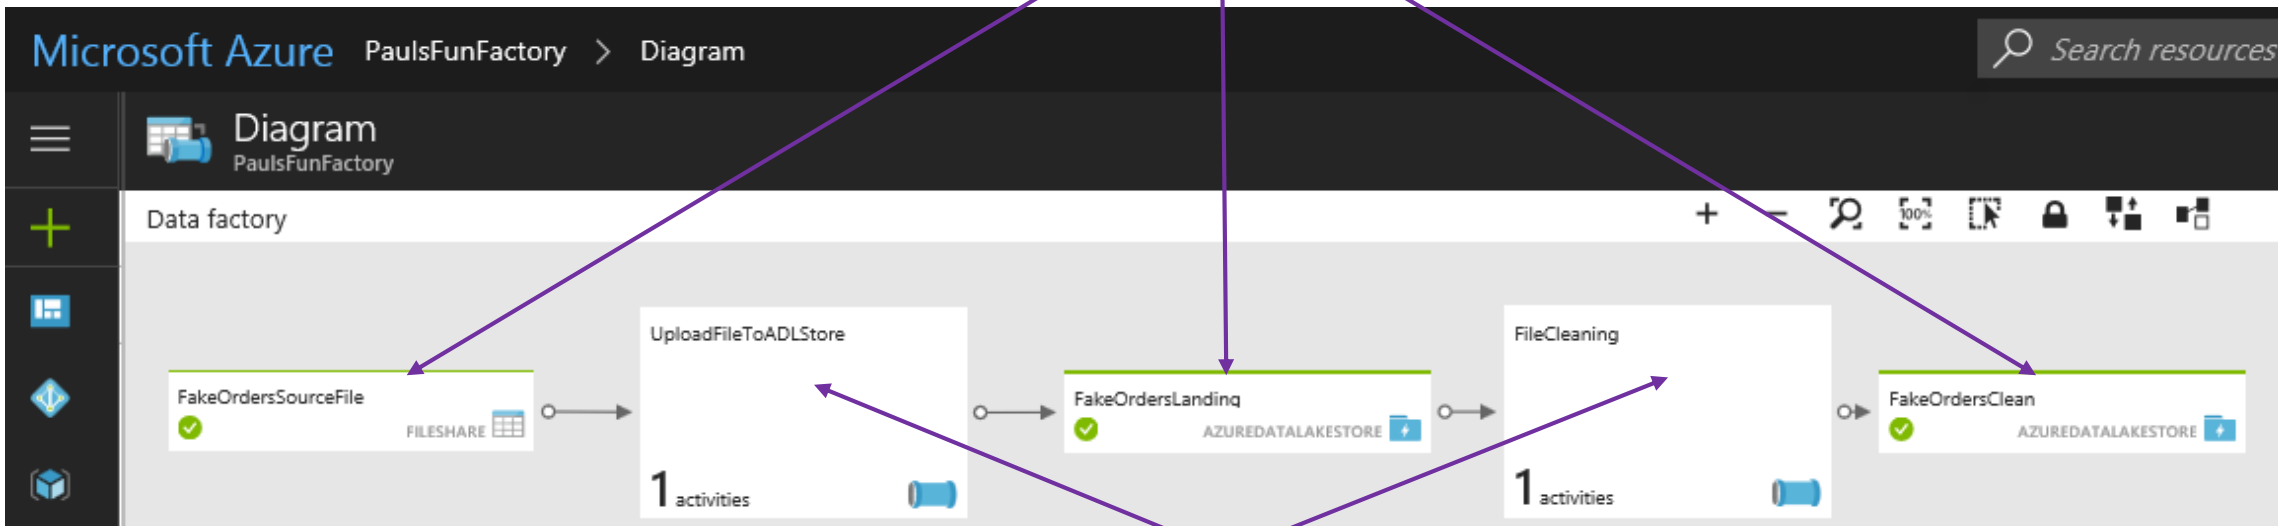 Microsoft Azure PaulsFunFactory > Diagram
Search resources
Diagram
PaulsFunFactory
Data factory
100%
UploadFileToADLStore
FileCleaning
FakeOrdersSourceFile
FILESHARE
FakeOrdersLanding
AZUREDATALAKESTORE
FakeOrdersClean
AZUREDATALAKESTORE
1 activities
1 activities